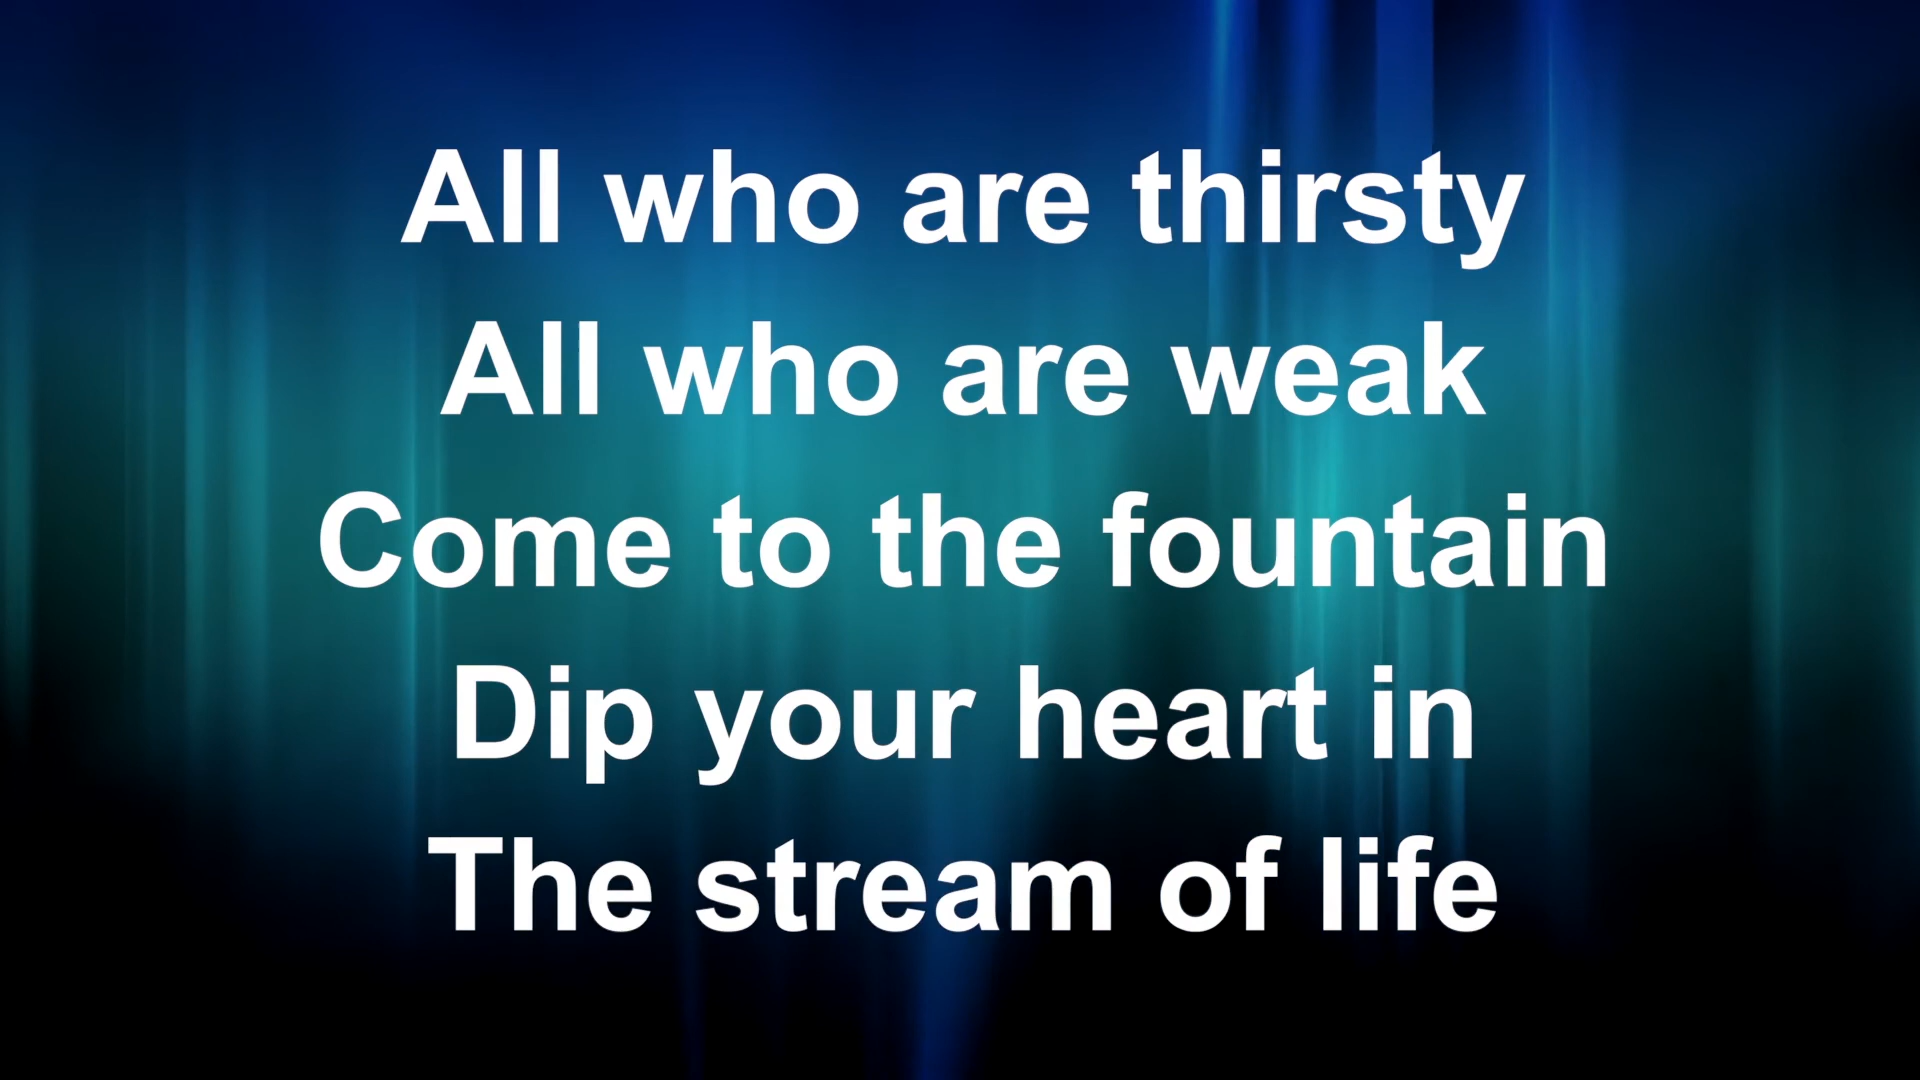 All who are thirsty
All who are weak
Come to the fountain
Dip your heart in
The stream of life